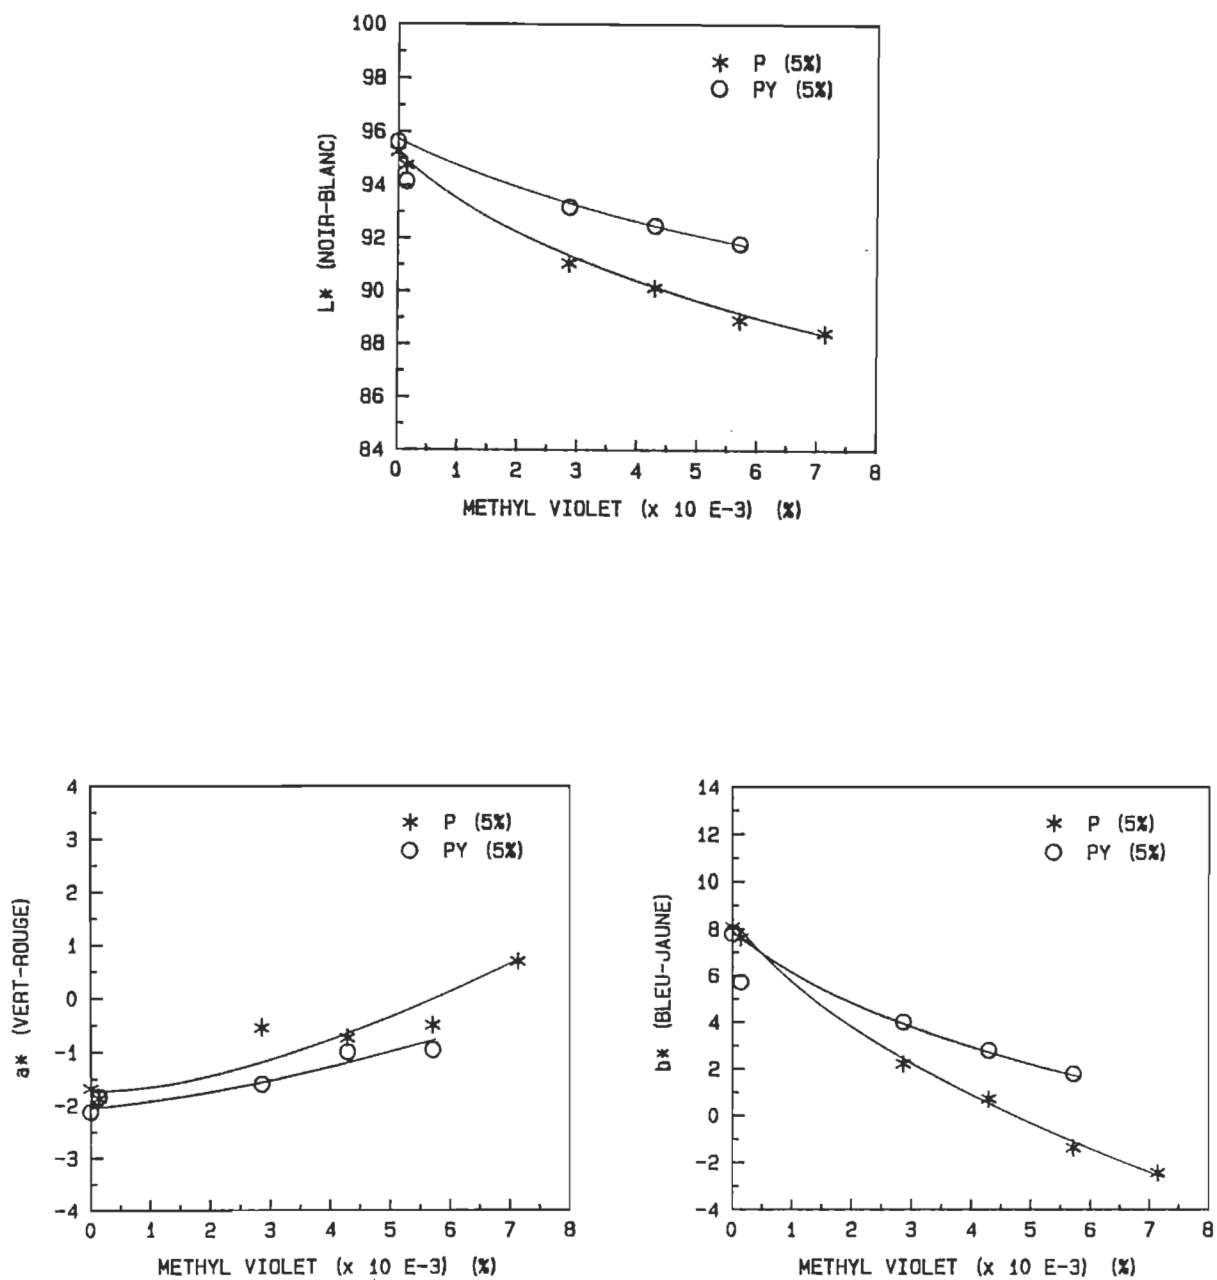 100
98
96
94
92
90
88
86
84
L* (NOIR-BLANC)
* P (5%)
O PY (5%)
0 1 2 3 4 5 6 7 8
METHYL VIOLET (x 10 E-3) (%)
4
3
2
1
0
-1
-2
-3
-4
a* (VERT-ROUGE)
* P (5%)
O PY (5%)
0 1 2 3 4 5 6 7 8
METHYL VIOLET (x 10 E-3) (%)
14
12
10
8
6
4
2
0
-2
-4
b* (BLEU-JAUNE)
* P (5%)
O PY (5%)
0 1 2 3 4 5 6 7 8
METHYL VIOLET (x 10 E-3) (%)